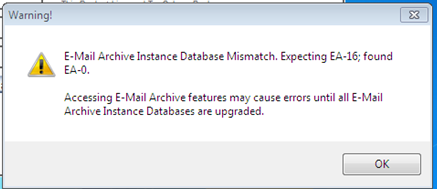 Warning!
E-Mail Archive Instance Database Mismatch. Expecting EA-16; found
EA-0.
Accessing E-Mail Archive features may cause errors until all E-Mail
Archive Instance Databases are upgraded.
OK